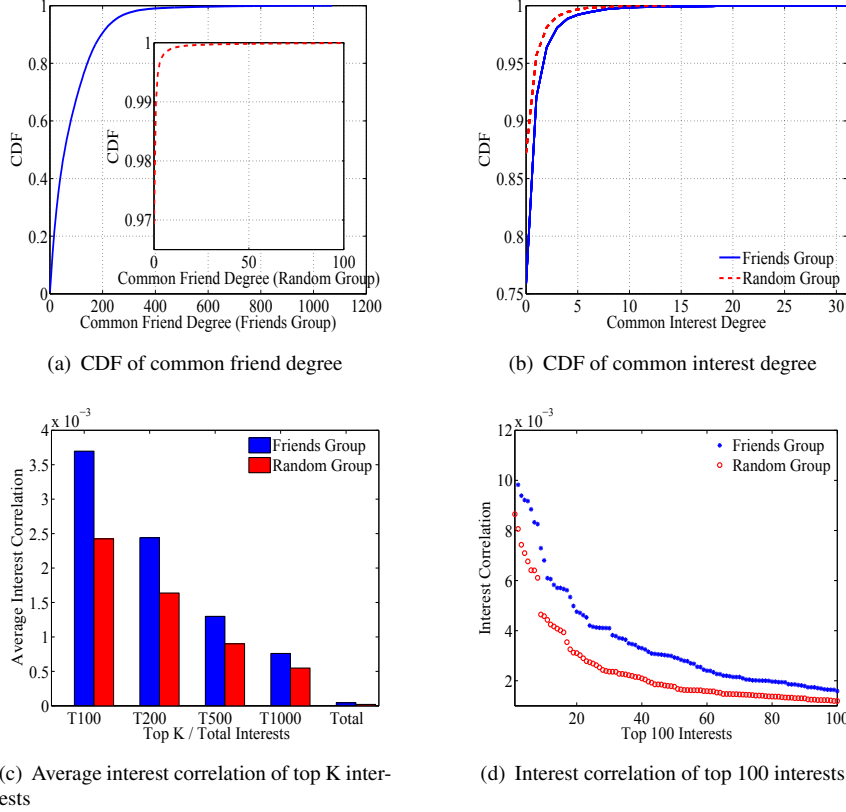 1
0.8
0.6
0.4
0.2
0
CDF
0 200 400 600 800 1000 1200
Common Friend Degree (Friends Group)
1
0.99
0.98
0.97
CDF
0 50 100
Common Friend Degree (Random Group)
(a) CDF of common friend degree
1
0.95
0.9
0.85
0.8
0.75
CDF
Friends Group
Random Group
0 5 10 15 20 25 30
Common Interest Degree
(b) CDF of common interest degree
4 x 10−3
3.5
3
2.5
2
1.5
1
0.5
0
Average Interest Correlation
Friends Group
Random Group
T100 T200 T500 T1000 Total
Top K / Total Interests
(c) Average interest correlation of top K inter-
ests
12 x 10−3
10
8
6
4
2
Interest Correlation
Friends Group
Random Group
20 40 60 80 100
Top 100 Interests
(d) Interest correlation of top 100 interests